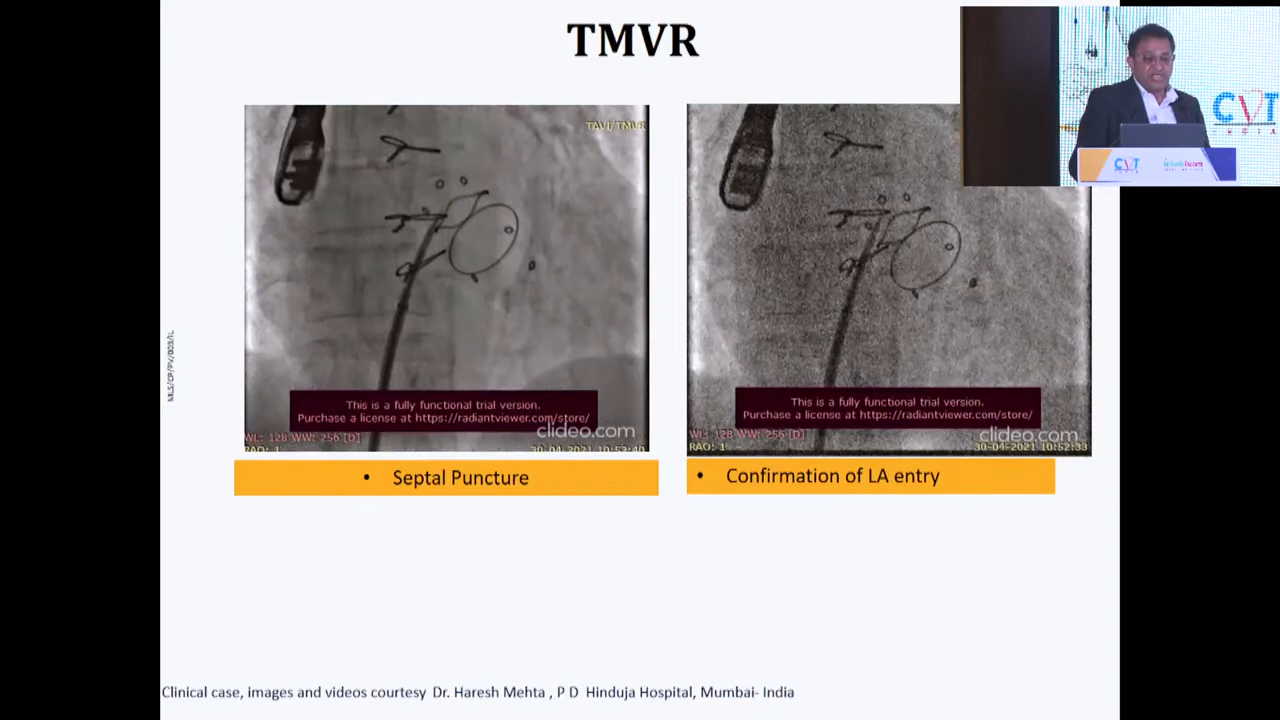 TMVR
TAVI/TMVR
This is a fully functional trial version.
Purchase a license at https://radiantviewer.com/store/
clideo.com
WL: 128 WW: 256 [D]
RAO: 1
30-04-2021 10:52:40
Septal Puncture
This is a fully functional trial version.
Purchase a license at https://radiantviewer.com/store/
clideo.com
WL: 128 WW: 256 [D]
RAO: 1
30-04-2021 10:52:33
• Confirmation of LA entry
CVT
CVT
Clinical case, images and videos courtesy Dr. Haresh Mehta , P D Hinduja Hospital, Mumbai- India